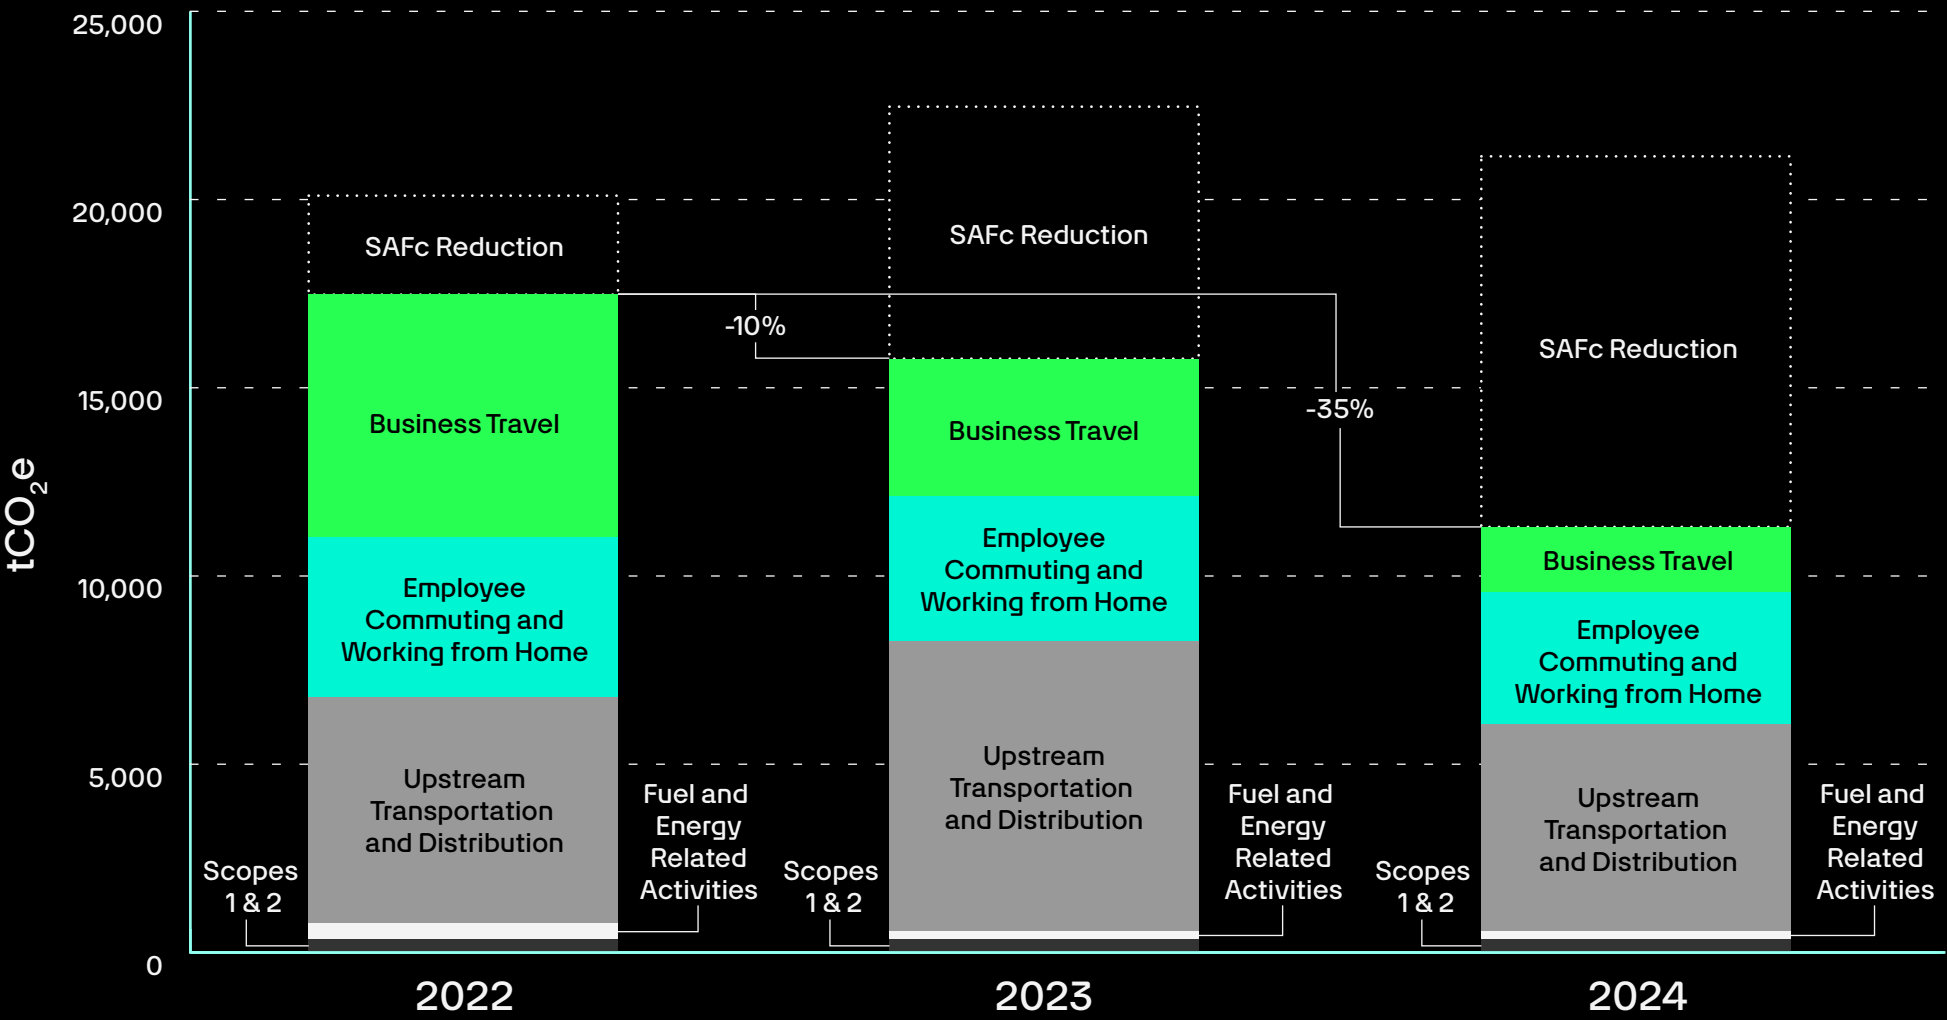 25,000
20,000
15,000
10,000
5,000
0
tCO2e
SAFc Reduction
Business Travel
Employee
Commuting and
Working from Home
Upstream
Transportation
and Distribution
Scopes
1 & 2
Fuel and
Energy
Related
Activities
2022
-10%
SAFc Reduction
Business Travel
Employee
Commuting and
Working from Home
Upstream
Transportation
and Distribution
Scopes
1 & 2
Fuel and
Energy
Related
Activities
2023
-35%
SAFc Reduction
Business Travel
Employee
Commuting and
Working from Home
Upstream
Transportation
and Distribution
Scopes
1 & 2
Fuel and
Energy
Related
Activities
2024